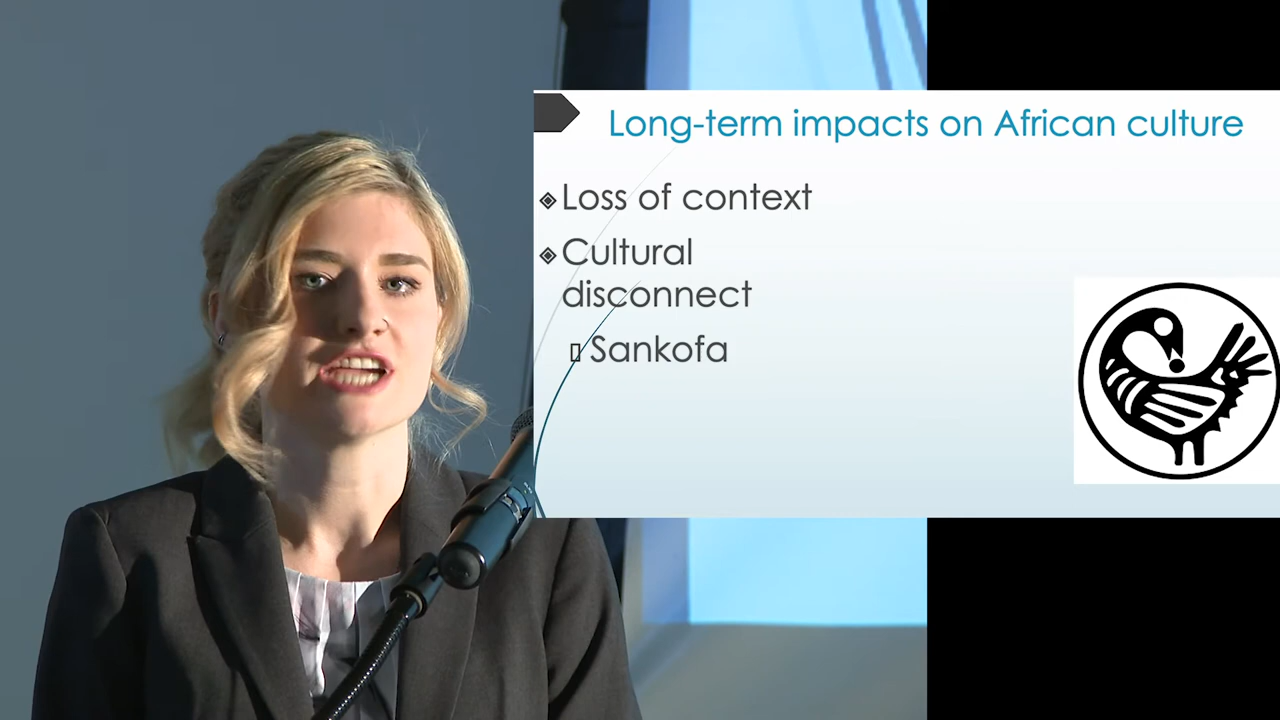 Long-term impacts on African culture
Loss of context
Cultural
disconnect
Sankofa